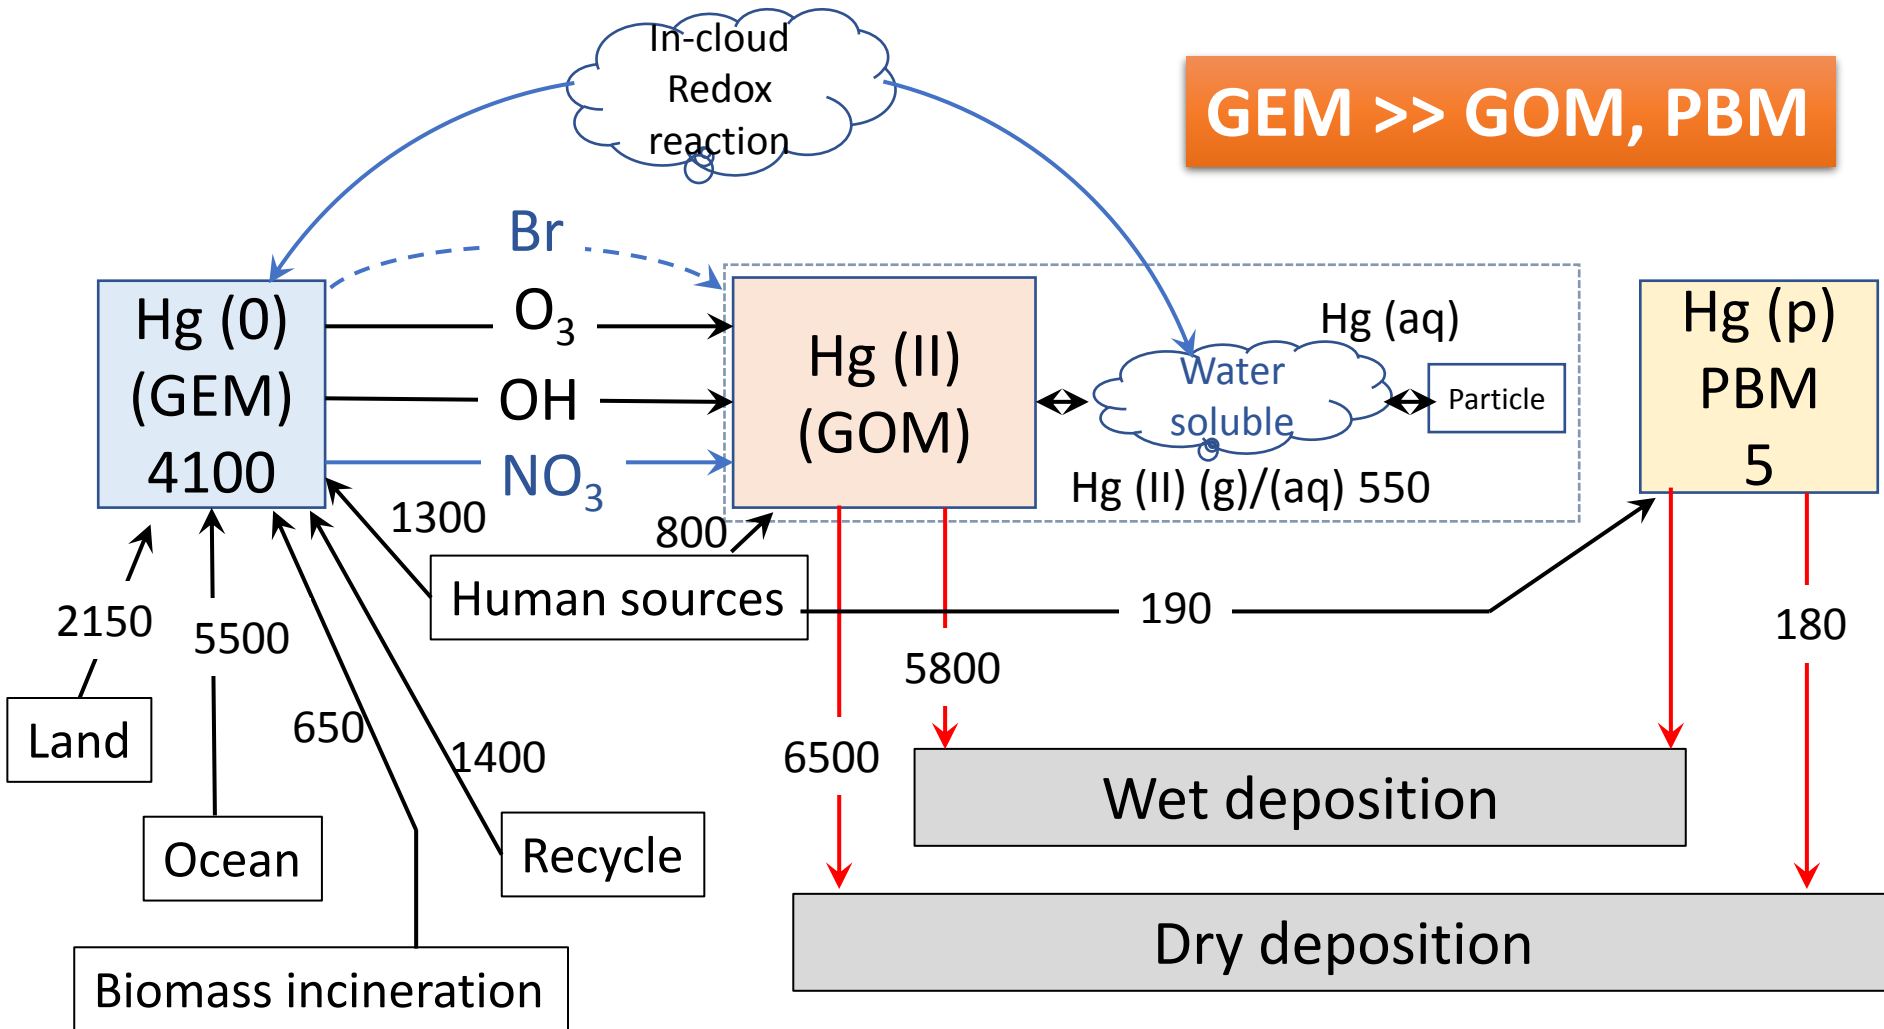 In-cloud
Redox
reaction
GEM >> GOM, PBM
Br
O3
OH
NO3
Hg (0)
(GEM)
4100
Hg (II)
(GOM)
Hg (aq)
Water
soluble
Particle
Hg (II) (g)/(aq) 550
Hg (p)
PBM
5
1300
800
Human sources
190
2150
5500
650
1400
5800
6500
180
Land
Ocean
Recycle
Biomass incineration
Wet deposition
Dry deposition